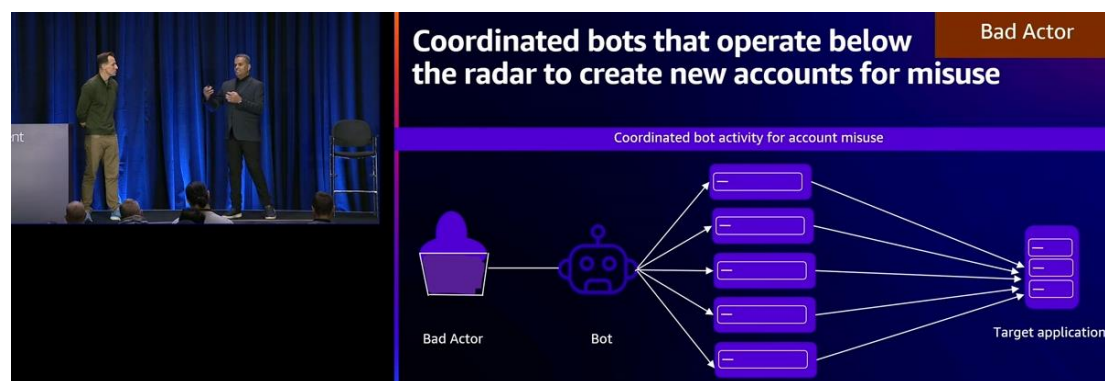 nt
Bad Actor
Coordinated bots that operate below
the radar to create new accounts for misuse
Coordinated bot activity for account misuse
Bad Actor
Bot
Target application